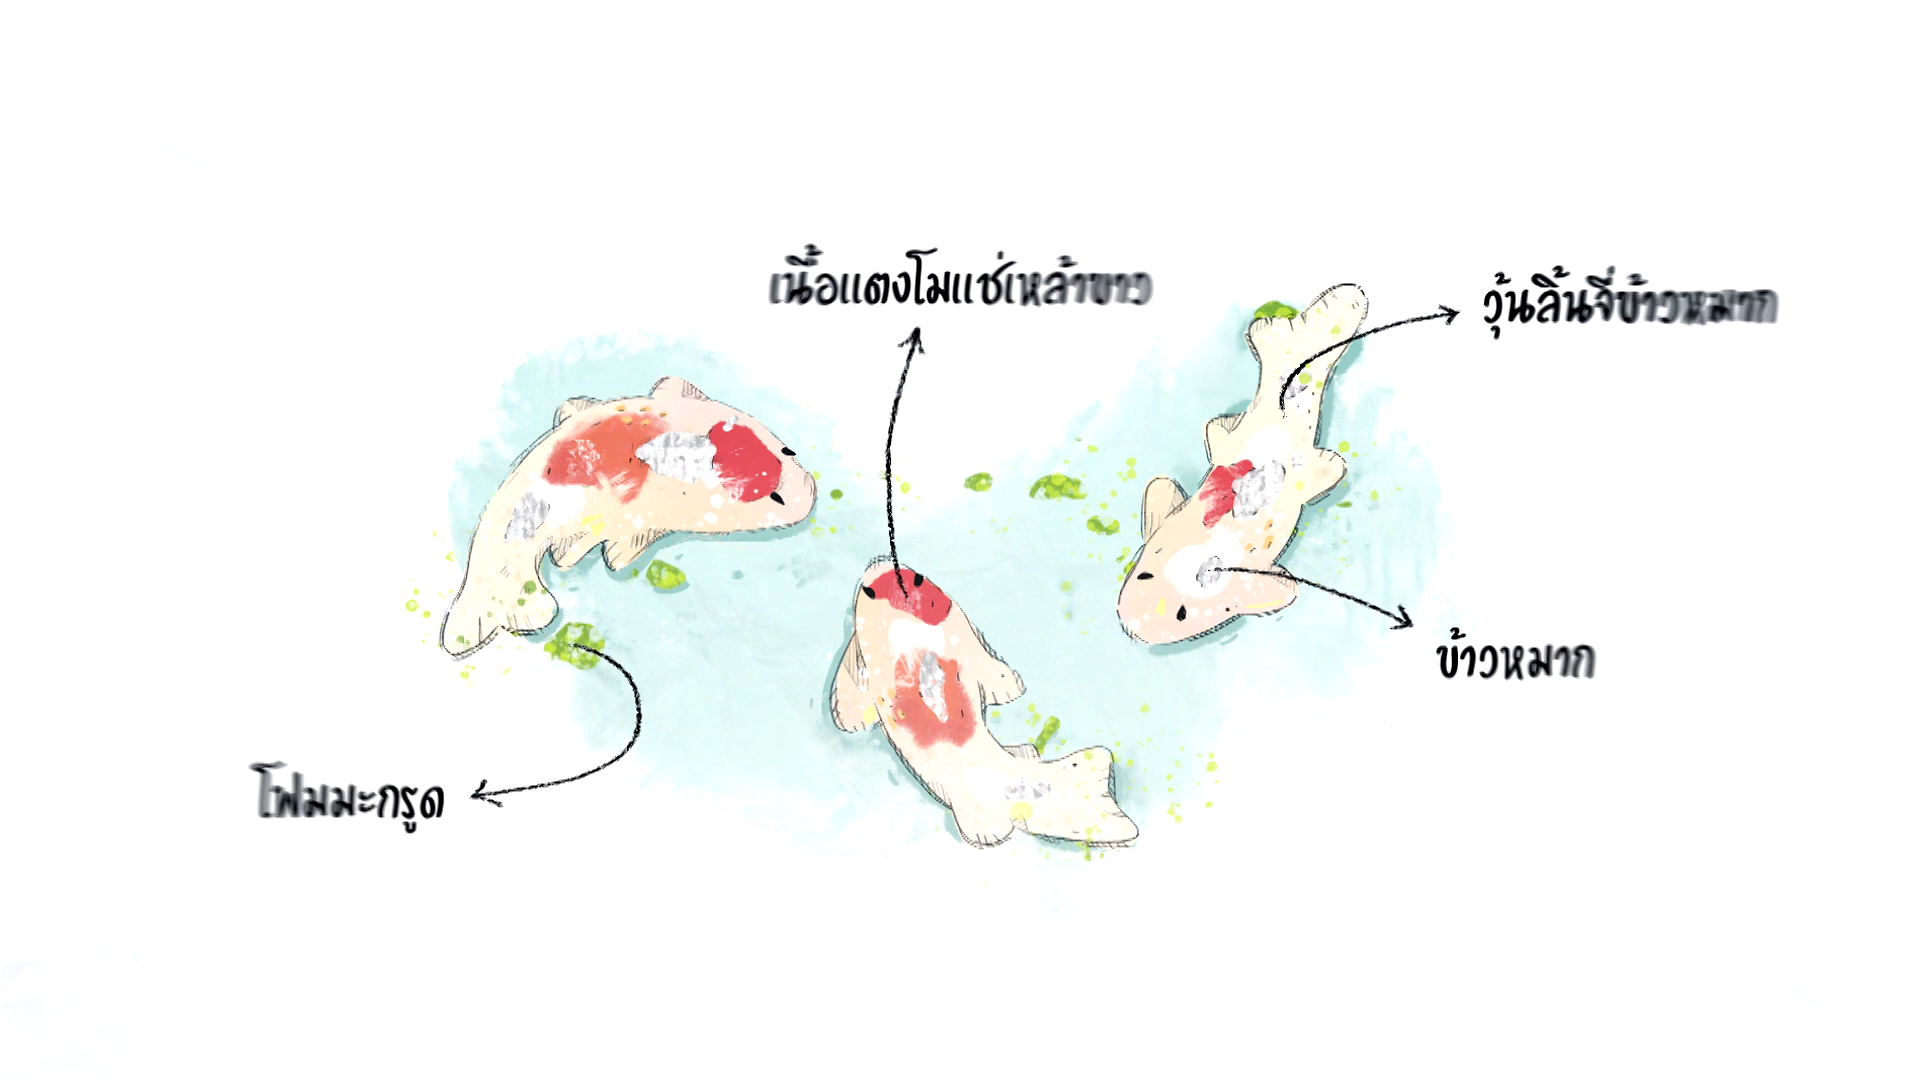 เนื้อแตงโมแช่เหล้าขาว
วุ้นลิ้นจี่ข้าวหมาก
ข้าวหมาก
โฟมมะกรูด